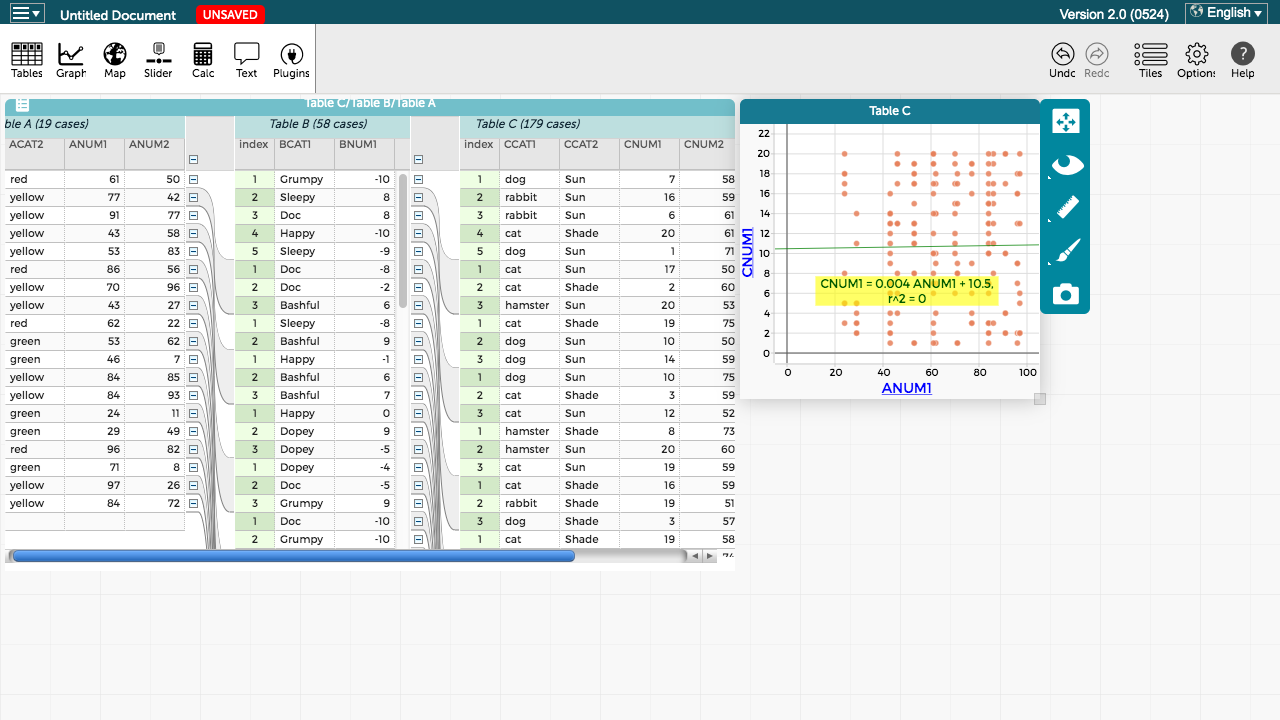 Untitled Document UNSAVED Version 2.0 (0524) English
Tables Graph Map Slider Calc Text Plugins Undo Redo Tiles Options Help
Table C/Table B/Table A
ble A (19 cases) Table B (58 cases) Table C (179 cases)
ACAT2 ANUM1 ANUM2 index BCAT1 BNUM1 index CCAT1 CCAT2 CNUM1 CNUM2
red 61 50 1 Grumpy -10 1 dog Sun 7 58
yellow 77 42 2 Sleepy 8 2 rabbit Sun 16 59
yellow 91 77 3 Doc 8 3 rabbit Sun 6 61
yellow 43 58 4 Happy -10 4 cat Shade 20 61
yellow 53 83 5 Sleepy -9 5 dog Sun 1 71
red 86 56 1 Doc -8 1 cat Sun 17 50
yellow 70 96 2 Doc -2 2 cat Shade 2 60
yellow 43 27 3 Bashful 6 3 hamster Sun 20 53
red 62 22 1 Sleepy -8 1 cat Shade 19 75
green 53 62 2 Bashful 9 2 dog Sun 10 50
green 46 7 1 Happy -1 3 dog Sun 14 59
yellow 84 85 2 Bashful 6 1 dog Sun 10 75
yellow 84 93 3 Bashful 7 2 cat Shade 3 59
green 24 11 1 Happy 0 3 cat Sun 12 52
green 29 49 2 Dopey 9 1 hamster Shade 8 73
red 96 82 3 Dopey -5 2 hamster Sun 20 60
green 71 8 1 Dopey -4 3 cat Sun 19 59
yellow 97 26 2 Doc -5 1 cat Shade 16 59
yellow 84 72 3 Grumpy 9 2 rabbit Shade 19 51
1 Doc -10 3 dog Shade 3 57
2 Grumpy -10 1 cat Shade 19 58
Table C
22
20
18
16
14
12
10
8
6
4
2
0
CNUM1
CNUM1 = 0.004 ANUM1 + 10.5,
r^2 = 0
0 20 40 60 80 100
ANUM1
?